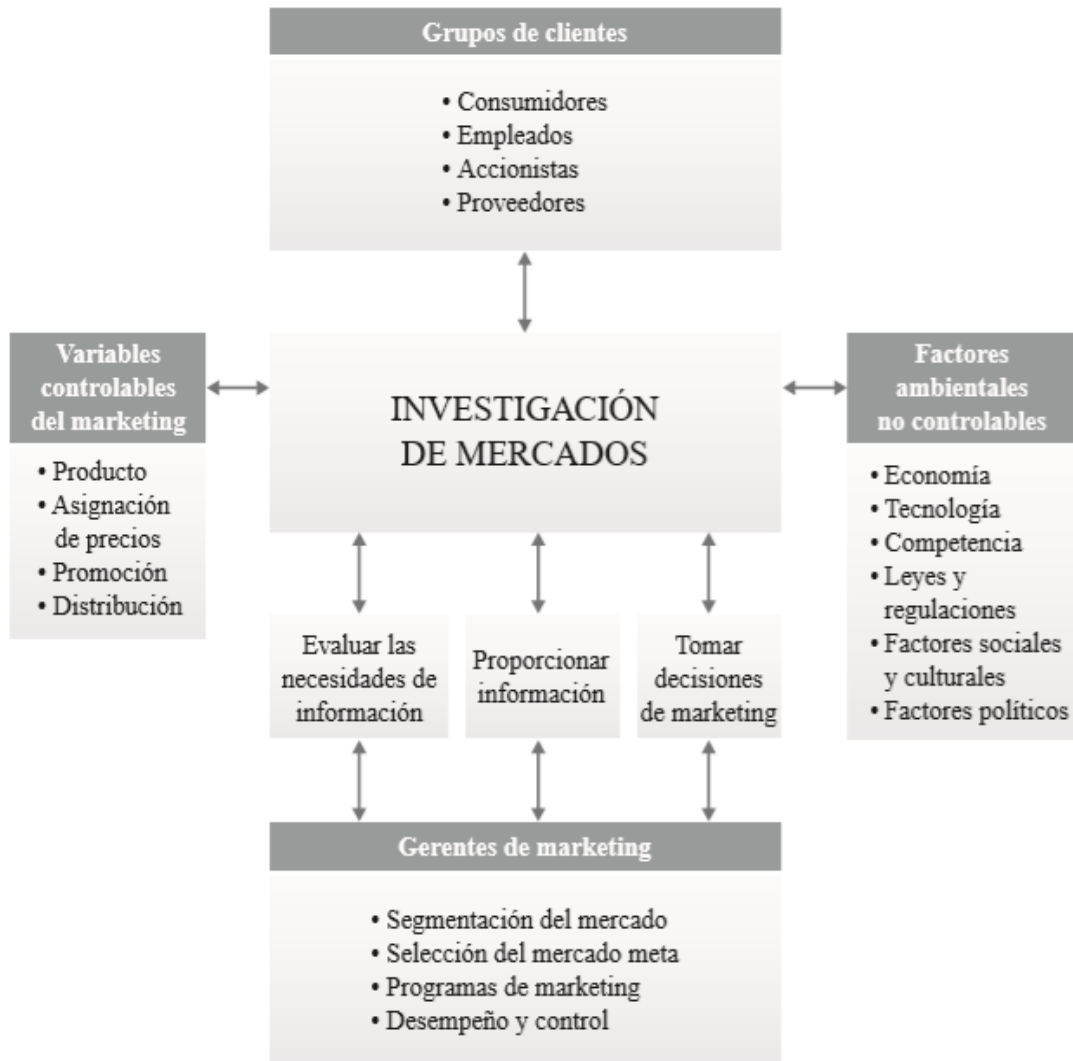 Grupos de clientes
• Consumidores
• Empleados
• Accionistas
• Proveedores
Variables
controlables
del marketing
• Producto
• Asignación
de precios
• Promoción
• Distribución
INVESTIGACIÓN
DE MERCADOS
Factores
ambientales
no controlables
• Economía
• Tecnología
• Competencia
• Leyes y
regulaciones
• Factores sociales
y culturales
• Factores políticos
Evaluar las
necesidades de
información
Proporcionar
información
Tomar
decisiones
de marketing
Gerentes de marketing
• Segmentación del mercado
• Selección del mercado meta
• Programas de marketing
• Desempeño y control